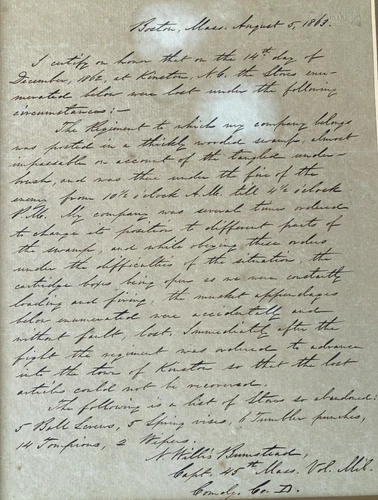 Boston, Mass. August 5, 1863.
I certify on honor that on the 14th day of
December, 1862, at Kinston, N.C. the Stores enu-
merated below were lost under the following
circumstances:—
The Regiment to which my company belongs
was posted in a thickly wooded swamp, almost
impassable on account of the tangled under-
brush, and was there under the fire of the
enemy from 10½ o'clock A.M. till 4½ o'clock
P.M. My company was several times ordered
to change its position to different parts of
the swamp, and while obeying these orders
under the difficulties of the situation, the
cartridge boxes being open as we were constantly
loading and firing, the musket appendages
below enumerated were accidentally and
without fault, lost. Immediately after the
fight the regiment was ordered to advance
into the town of Kinston so that the lost
articles could not be recovered.
The following is a list of Stores so abandoned:
5 Ball Screws, 5 Spring vises, 6 Tumbler punches,
14 Tompions, 2 Wipers.
N Willis Bumstead,
Capt. 45th Mass. Vol. Mil.
Comdg. Co. D.